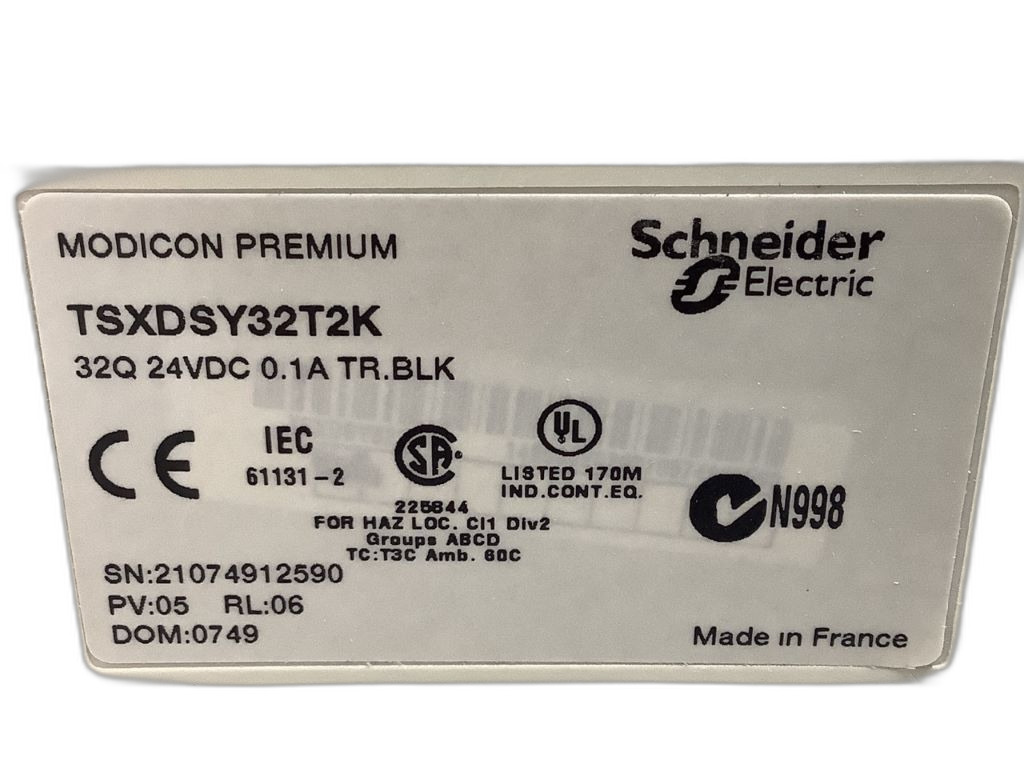 MODICON PREMIUM
Schneider
Electric
TSXDSY32T2K
32Q 24VDC 0.1A TR.BLK
CE
IEC
61131-2
SA
225844
UL
LISTED 170M
IND.CONT.EQ.
FOR HAZ LOC. Cl1 Div2
Groups ABCD
TC:T3C Amb. 60C
N998
SN:21074912590
PV:05 RL:06
DOM:0749
Made in France